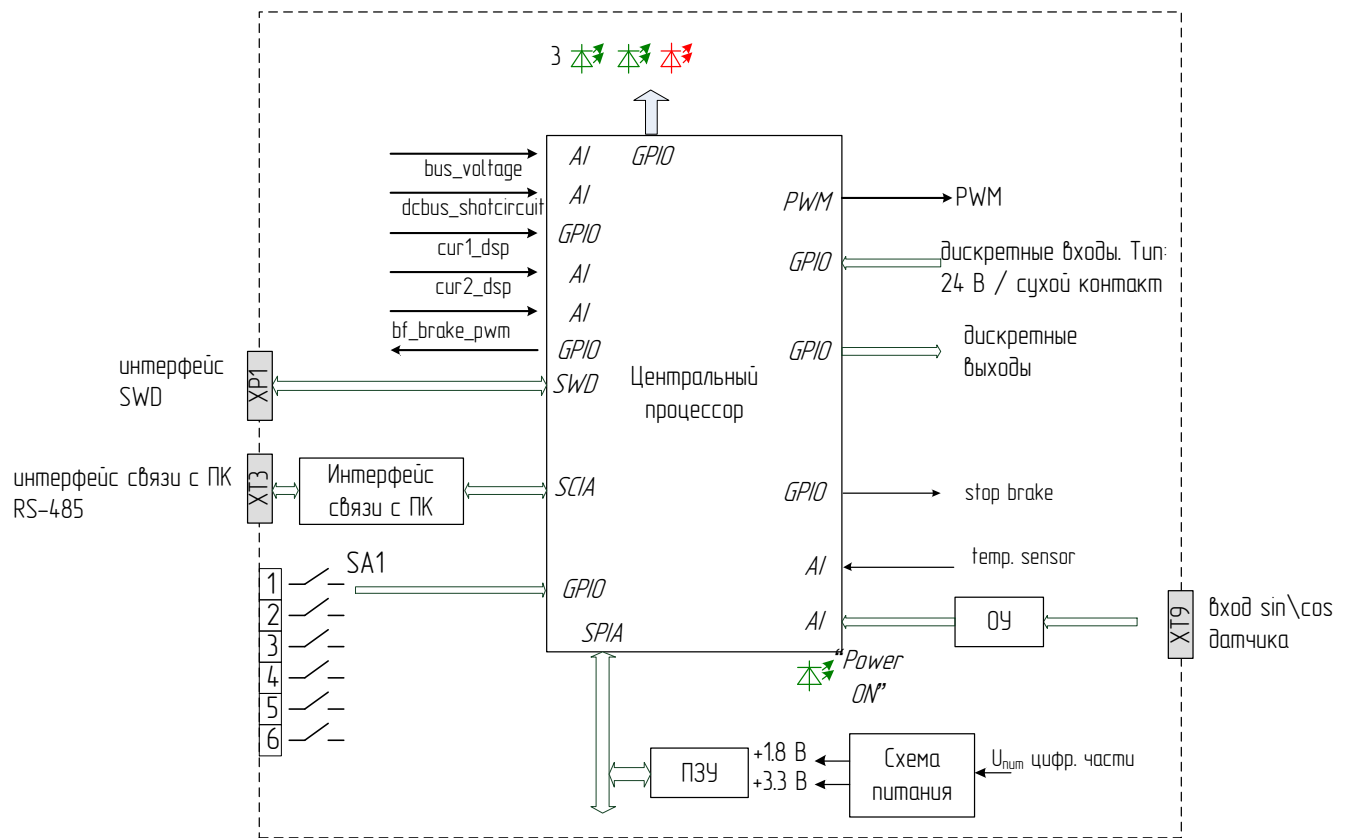 3
AI
GPIO
bus_voltage
AI
dcbus_shotcircuit
PWM
PWM
GPIO
cur1_dsp
GPIO
дискретные входы. Тип:
24 В / сухой контакт
AI
cur2_dsp
AI
bf_brake_pwm
GPIO
GPIO
дискретные
выходы
интерфейс
SWD
XP1
SWD
Центральный
процессор
интерфейс связи с ПК
RS-485
XT3
Интерфейс
связи с ПК
SCIA
GPIO
stop brake
SA1
AI
temp. sensor
1
2
3
4
5
6
GPIO
SPIA
AI
ОУ
XT9
вход sin\cos
датчика
“Power
ON”
ПЗУ
+1.8 В
+3.3 В
Схема
питания
Uпит цифр. части